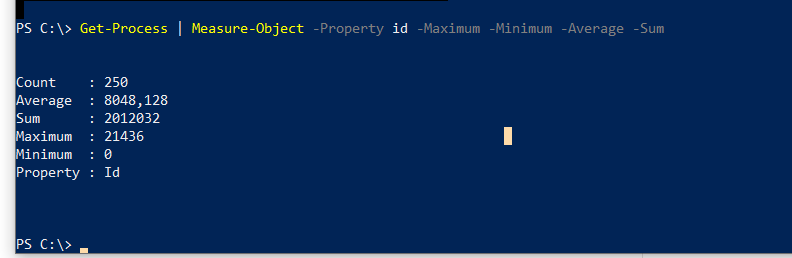 PS C:\> Get-Process | Measure-Object -Property id -Maximum -Minimum -Average -Sum
Count    : 250
Average  : 8048,128
Sum      : 2012032
Maximum  : 21436
Minimum  : 0
Property : Id
PS C:\>